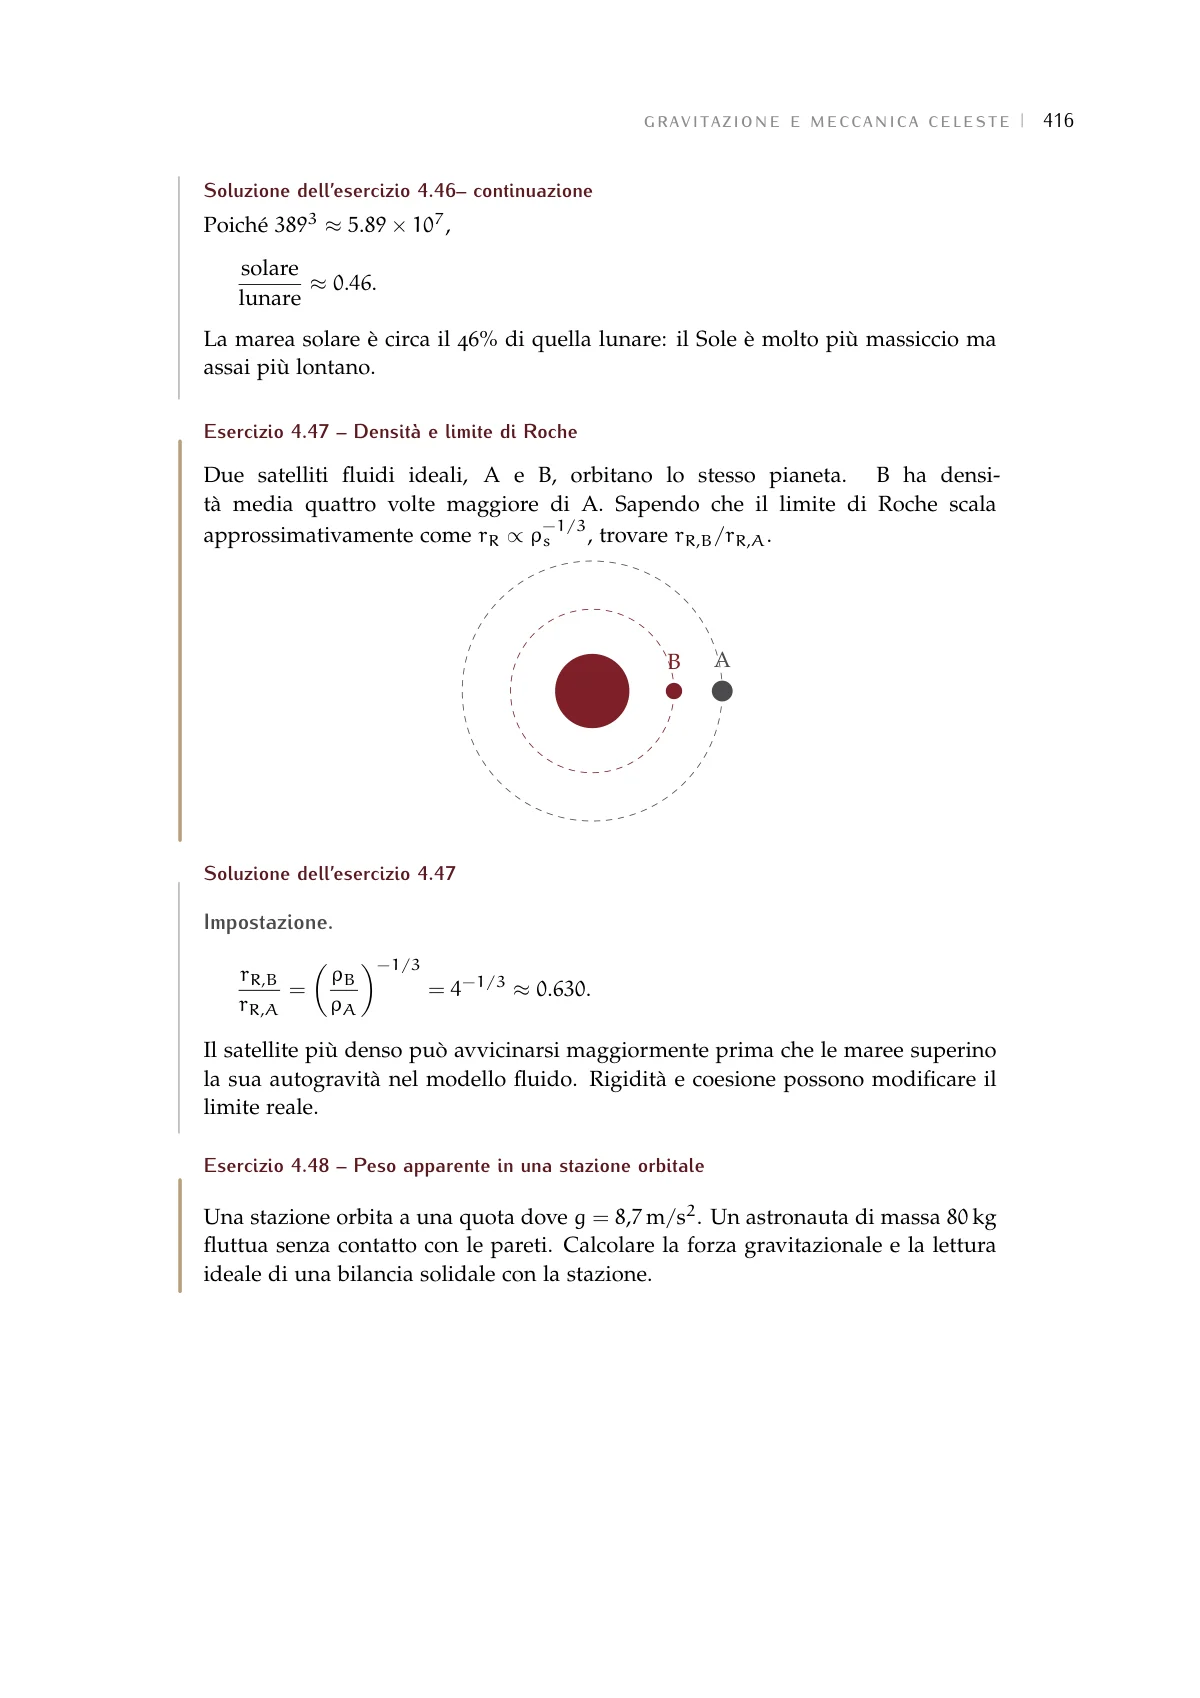 GRAVITAZIONE E MECCANICA CELESTE | 416
Soluzione dell'esercizio 4.46– continuazione
Poiché 389³ ≈ 5.89 × 10⁷,
solare
lunare
≈ 0.46.
La marea solare è circa il 46% di quella lunare: il Sole è molto più massiccio ma
assai più lontano.
Esercizio 4.47 – Densità e limite di Roche
Due satelliti fluidi ideali, A e B, orbitano lo stesso pianeta. B ha densi-
tà media quattro volte maggiore di A. Sapendo che il limite di Roche scala
approssimativamente come r_R ∝ ρ_s^{−1/3}, trovare r_{R,B}/r_{R,A}.
B A
Soluzione dell'esercizio 4.47
Impostazione.
r_{R,B}/r_{R,A} = (ρ_B/ρ_A)^{−1/3} = 4^{−1/3} ≈ 0.630.
Il satellite più denso può avvicinarsi maggiormente prima che le maree superino
la sua autogravità nel modello fluido. Rigidità e coesione possono modificare il
limite reale.
Esercizio 4.48 – Peso apparente in una stazione orbitale
Una stazione orbita a una quota dove g = 8,7 m/s². Un astronauta di massa 80 kg
fluttua senza contatto con le pareti. Calcolare la forza gravitazionale e la lettura
ideale di una bilancia solidale con la stazione.